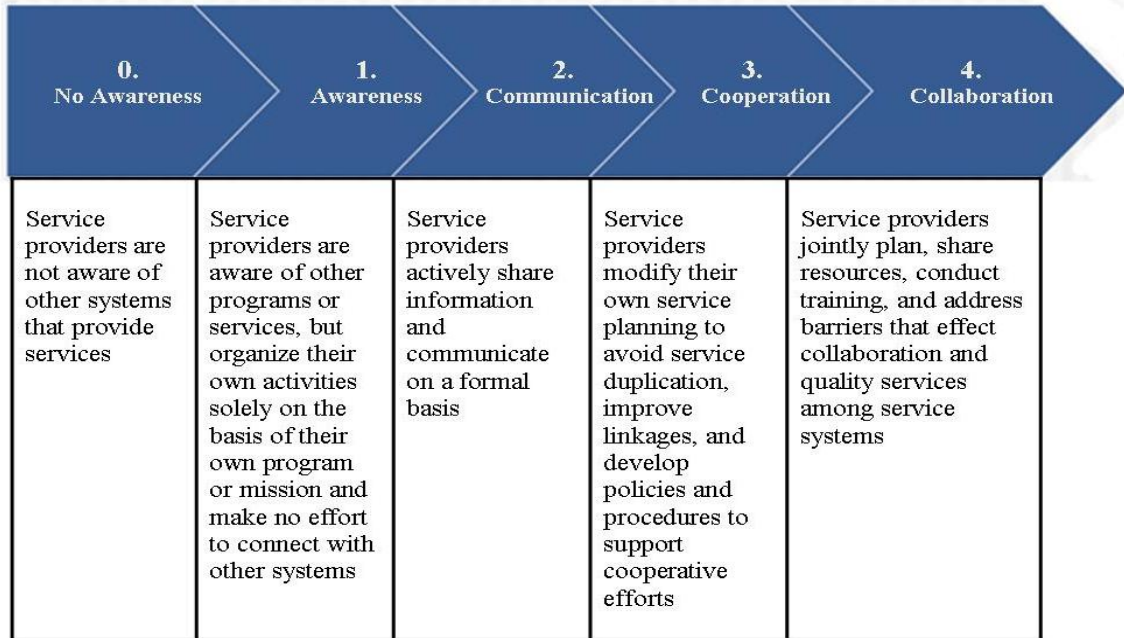 0.
No Awareness
1.
Awareness
2.
Communication
3.
Cooperation
4.
Collaboration
Service
providers are
not aware of
other systems
that provide
services
Service
providers are
aware of other
programs or
services, but
organize their
own activities
solely on the
basis of their
own program
or mission and
make no effort
to connect with
other systems
Service
providers
actively share
information
and
communicate
on a formal
basis
Service
providers
modify their
own service
planning to
avoid service
duplication,
improve
linkages, and
develop
policies and
procedures to
support
cooperative
efforts
Service providers
jointly plan, share
resources, conduct
training, and address
barriers that effect
collaboration and
quality services
among service
systems